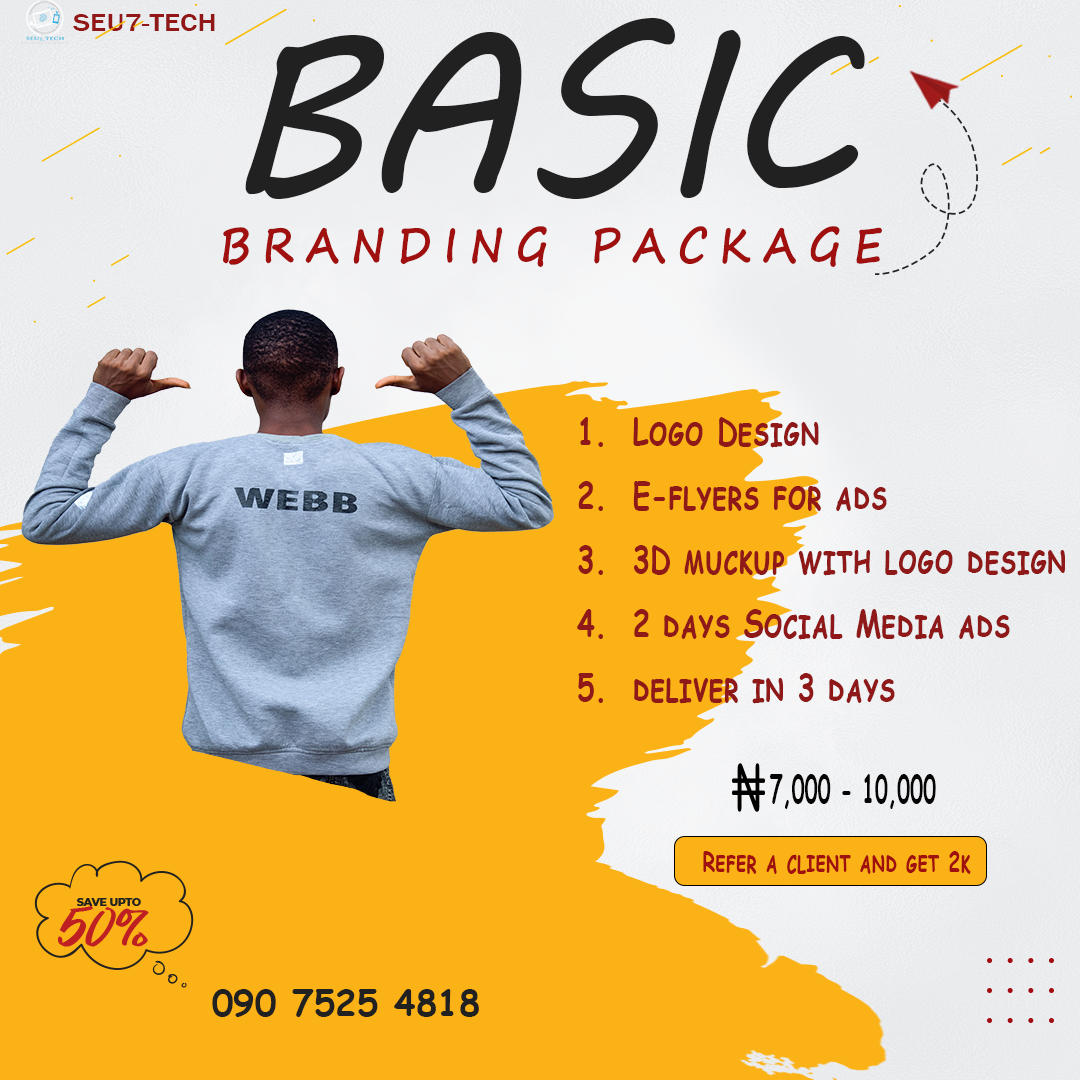 SEU7-TECH
BASIC
BRANDING PACKAGE
WEBB
1. Logo Design
2. E-flyers for ads
3. 3D muckup with logo design
4. 2 days Social Media ads
5. deliver in 3 days
₦7,000 - 10,000
Refer a client and get 2k
SAVE UPTO
50%
090 7525 4818